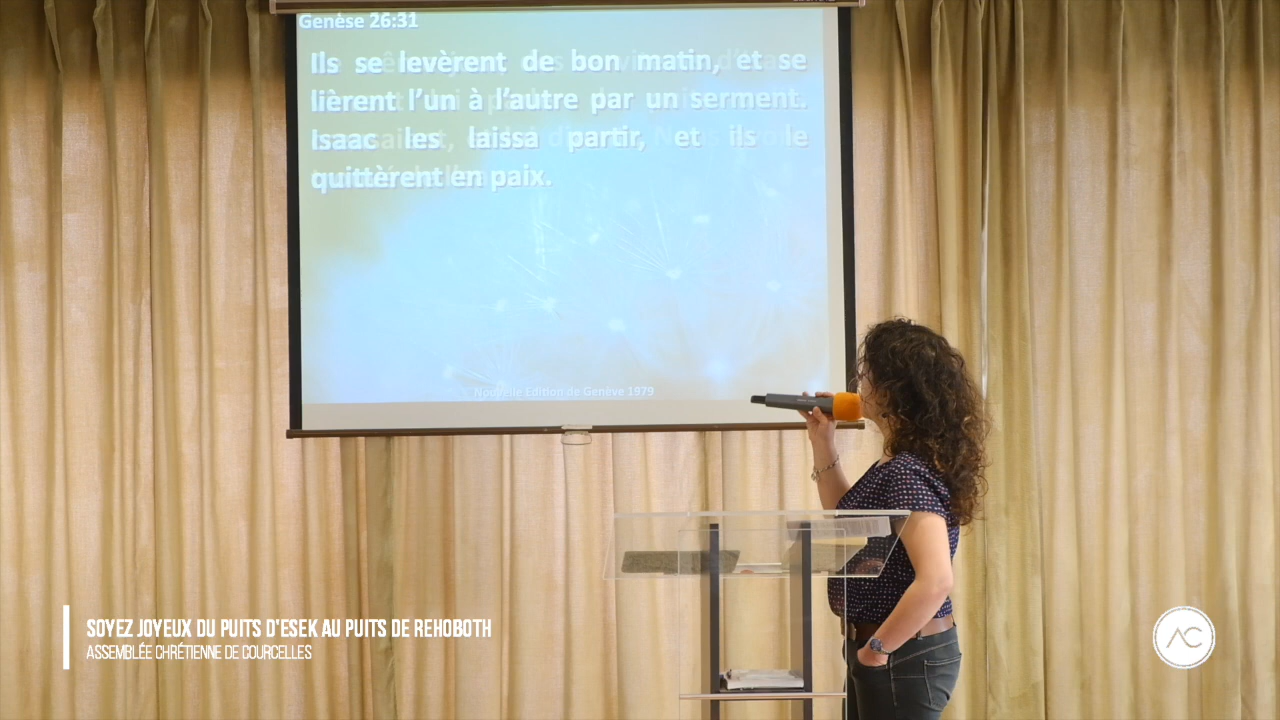 Genèse 26:31
Ils se levèrent de bon matin, et se
lièrent l'un à l'autre par un serment.
Isaac les laissa partir, et ils le
quittèrent en paix.
Nouvelle Edition de Genève 1979
SOYEZ JOYEUX DU PUITS D'ESEK AU PUITS DE REHOBOTH
ASSEMBLÉE CHRÉTIENNE DE COURCELLES
AC